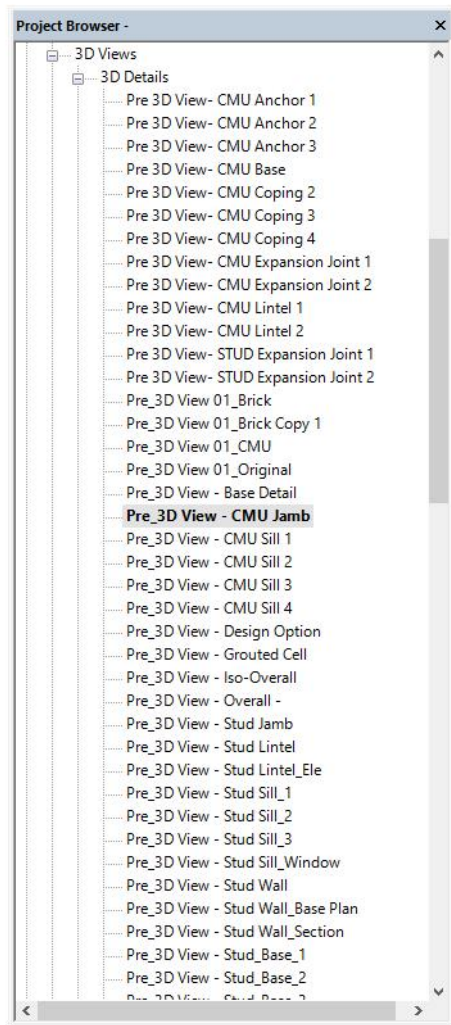 Project Browser -
3D Views
3D Details
Pre 3D View- CMU Anchor 1
Pre 3D View- CMU Anchor 2
Pre 3D View- CMU Anchor 3
Pre 3D View- CMU Base
Pre 3D View- CMU Coping 2
Pre 3D View- CMU Coping 3
Pre 3D View- CMU Coping 4
Pre 3D View- CMU Expansion Joint 1
Pre 3D View- CMU Expansion Joint 2
Pre 3D View- CMU Lintel 1
Pre 3D View- CMU Lintel 2
Pre 3D View- STUD Expansion Joint 1
Pre 3D View- STUD Expansion Joint 2
Pre_3D View 01_Brick
Pre_3D View 01_Brick Copy 1
Pre_3D View 01_CMU
Pre_3D View 01_Original
Pre_3D View - Base Detail
Pre_3D View - CMU Jamb
Pre_3D View - CMU Sill 1
Pre_3D View - CMU Sill 2
Pre_3D View - CMU Sill 3
Pre_3D View - CMU Sill 4
Pre_3D View - Design Option
Pre_3D View - Grouted Cell
Pre_3D View - Iso-Overall
Pre_3D View - Overall -
Pre_3D View - Stud Jamb
Pre_3D View - Stud Lintel
Pre_3D View - Stud Lintel_Ele
Pre_3D View - Stud Sill_1
Pre_3D View - Stud Sill_2
Pre_3D View - Stud Sill_3
Pre_3D View - Stud Sill_Window
Pre_3D View - Stud Wall
Pre_3D View - Stud Wall_Base Plan
Pre_3D View - Stud Wall_Section
Pre_3D View - Stud_Base_1
Pre_3D View - Stud_Base_2